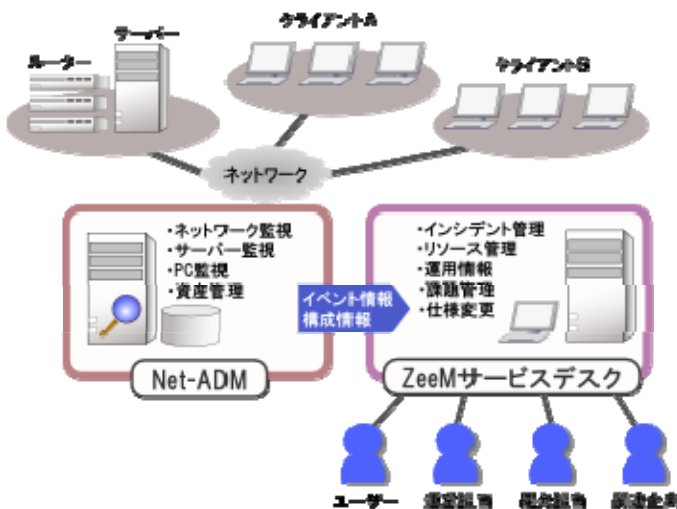 クライアントA
サーバー
ルーター
クライアントB
ネットワーク
・ネットワーク監視
・サーバー監視
・PC監視
・資産管理
イベント情報
構成情報
・インシデント管理
・リソース管理
・運用情報
・課題管理
・仕様変更
Net-ADM
ZeeMサービスデスク
ユーザー